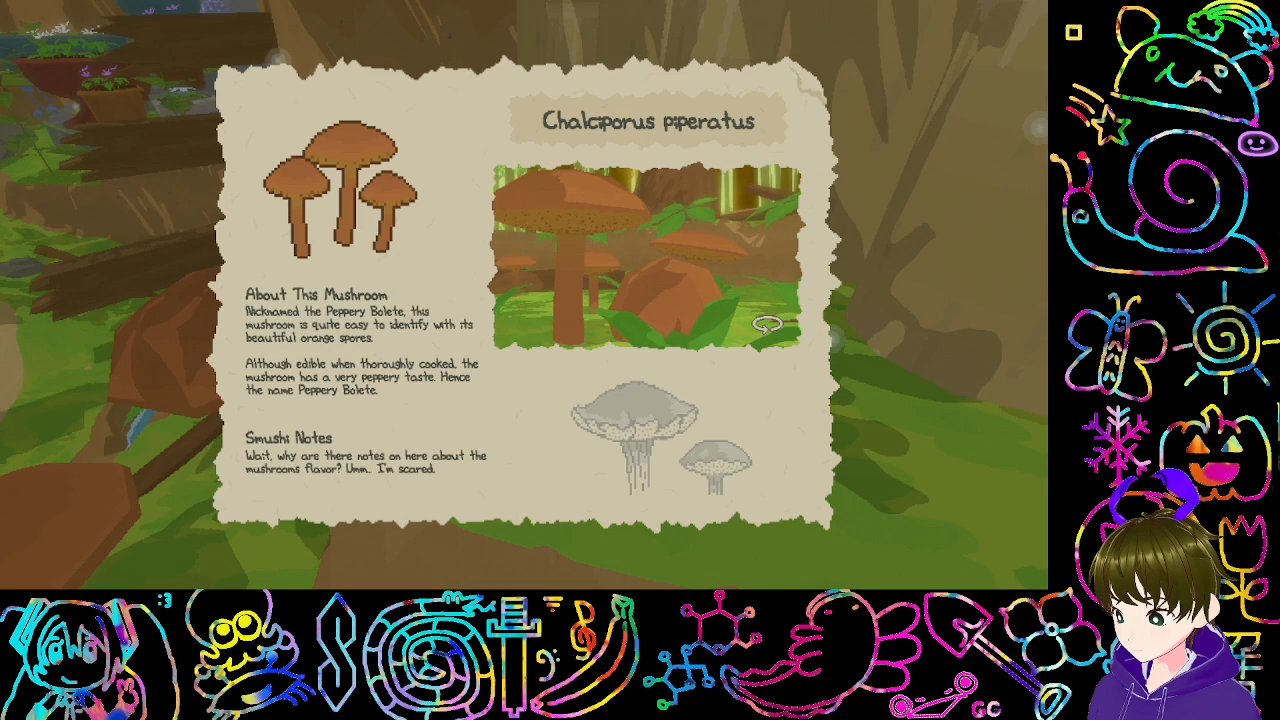 Chalciporus piperatus
About This Mushroom
Nicknamed the Peppery Bolete, this
mushroom is quite easy to identify with its
beautiful orange spores.
Although edible when thoroughly cooked, the
mushroom has a very peppery taste. Hence
the name Peppery Bolete.
Smushi Notes
Wait, why are there notes on here about the
mushrooms flavor? Umm... I'm scared.
:3
GC